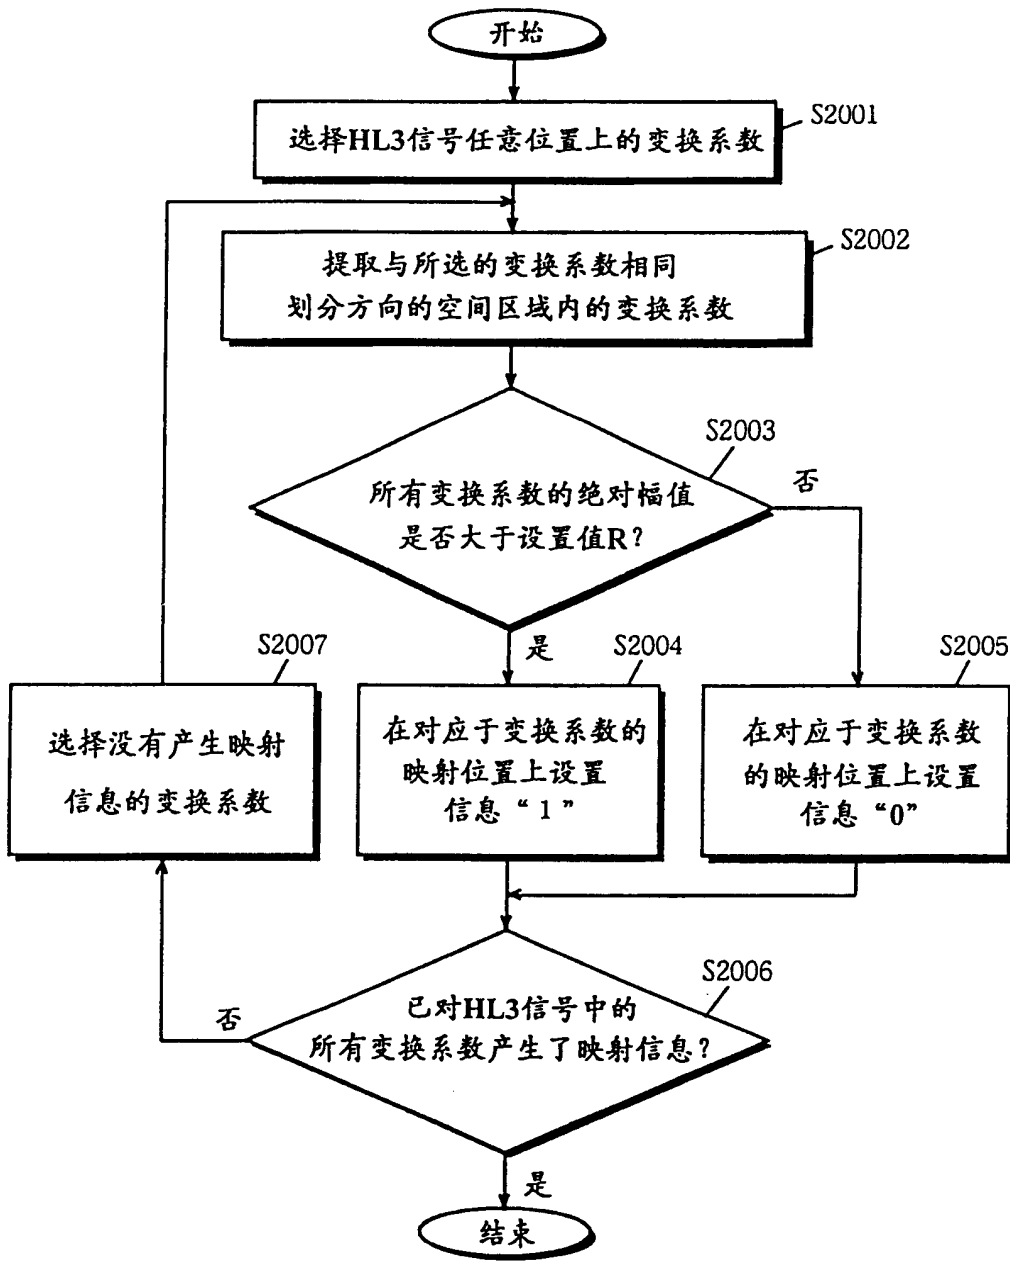 开始
S2001
选择HL3信号任意位置上的变换系数
S2002
提取与所选的变换系数相同
划分方向的空间区域内的变换系数
S2003
所有变换系数的绝对幅值
是否大于设置值R?
否
是
S2007
选择没有产生映射
信息的变换系数
S2004
在对应于变换系数的
映射位置上设置
信息“1”
S2005
在对应于变换系数
的映射位置上设置
信息“0”
S2006
已对HL3信号中的
所有变换系数产生了映射信息?
否
是
结束